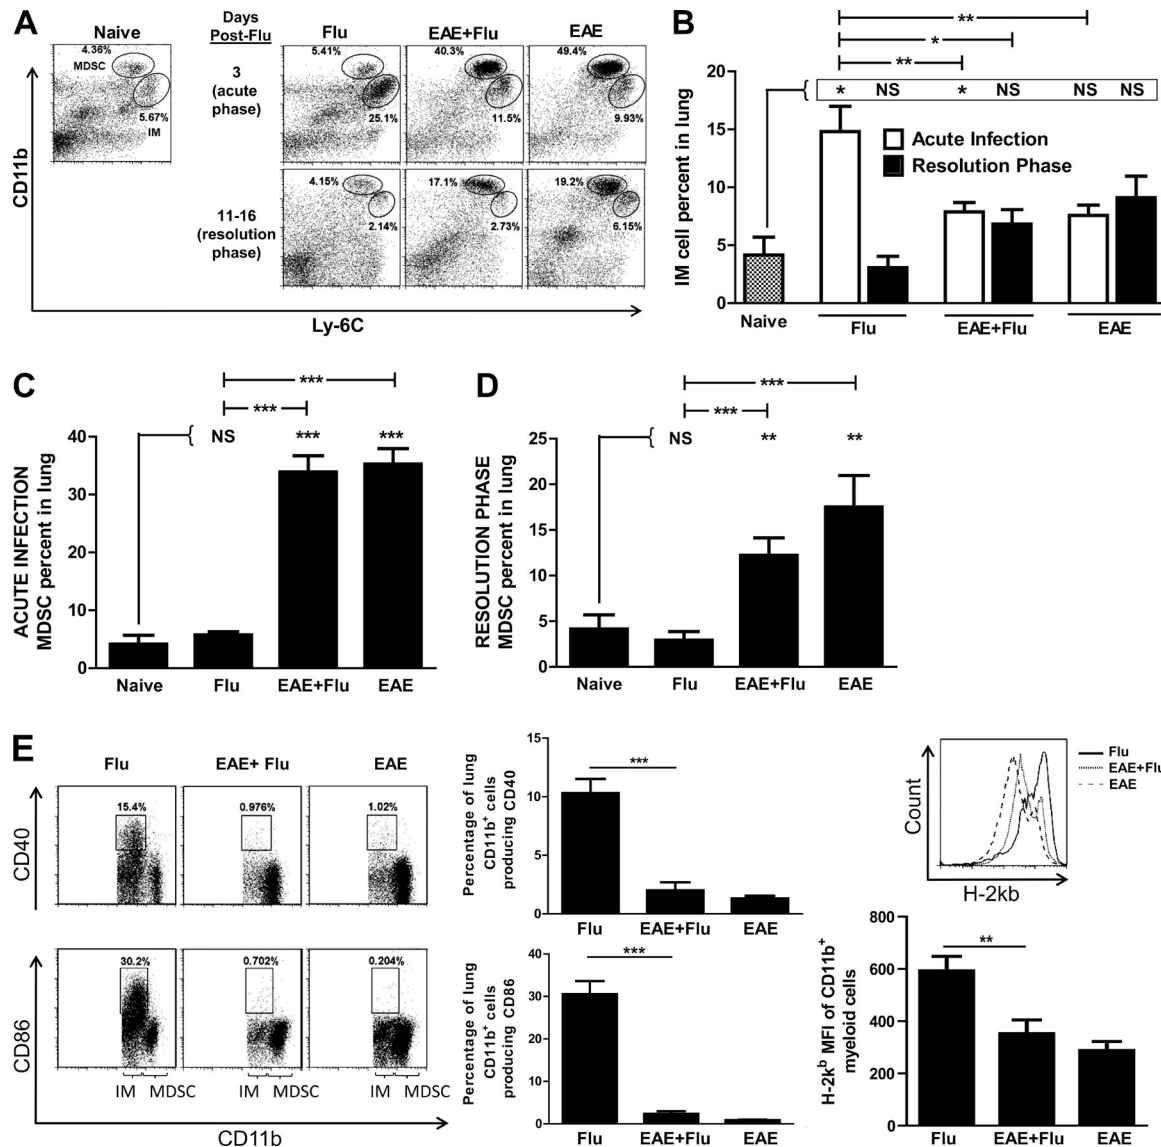 A
Days
Post-Flu
Naive
Flu
EAE+Flu
EAE
4.36%
MDSC
5.67%
IM
3
(acute
phase)
5.41%
25.1%
40.3%
11.5%
49.4%
9.93%
11-16
(resolution
phase)
4.15%
2.14%
17.1%
2.73%
19.2%
6.15%
CD11b
Ly-6C
B
**
*
**
* NS * NS NS NS
Acute Infection
Resolution Phase
IM cell percent in lung
20
15
10
5
0
Naive
Flu
EAE+Flu
EAE
C
***
***
NS *** ***
ACUTE INFECTION
MDSC percent in lung
40
30
20
10
0
Naive Flu EAE+Flu EAE
D
***
***
NS ** **
RESOLUTION PHASE
MDSC percent in lung
25
20
15
10
5
0
Naive Flu EAE+Flu EAE
E
Flu EAE+ Flu EAE
CD40
15.4% 0.976% 1.02%
CD86
30.2% 0.702% 0.204%
IM MDSC IM MDSC IM MDSC
CD11b
Percentage of lung
CD11b+ cells
producing CD40
15
10
5
0
***
Flu EAE+Flu EAE
Percentage of lung
CD11b+ cells
producing CD86
40
30
20
10
0
***
Flu EAE+Flu EAE
Count
H-2kb
Flu
EAE+Flu
EAE
H-2kb MFI of CD11b+
myeloid cells
800
600
400
200
0
**
Flu EAE+Flu EAE